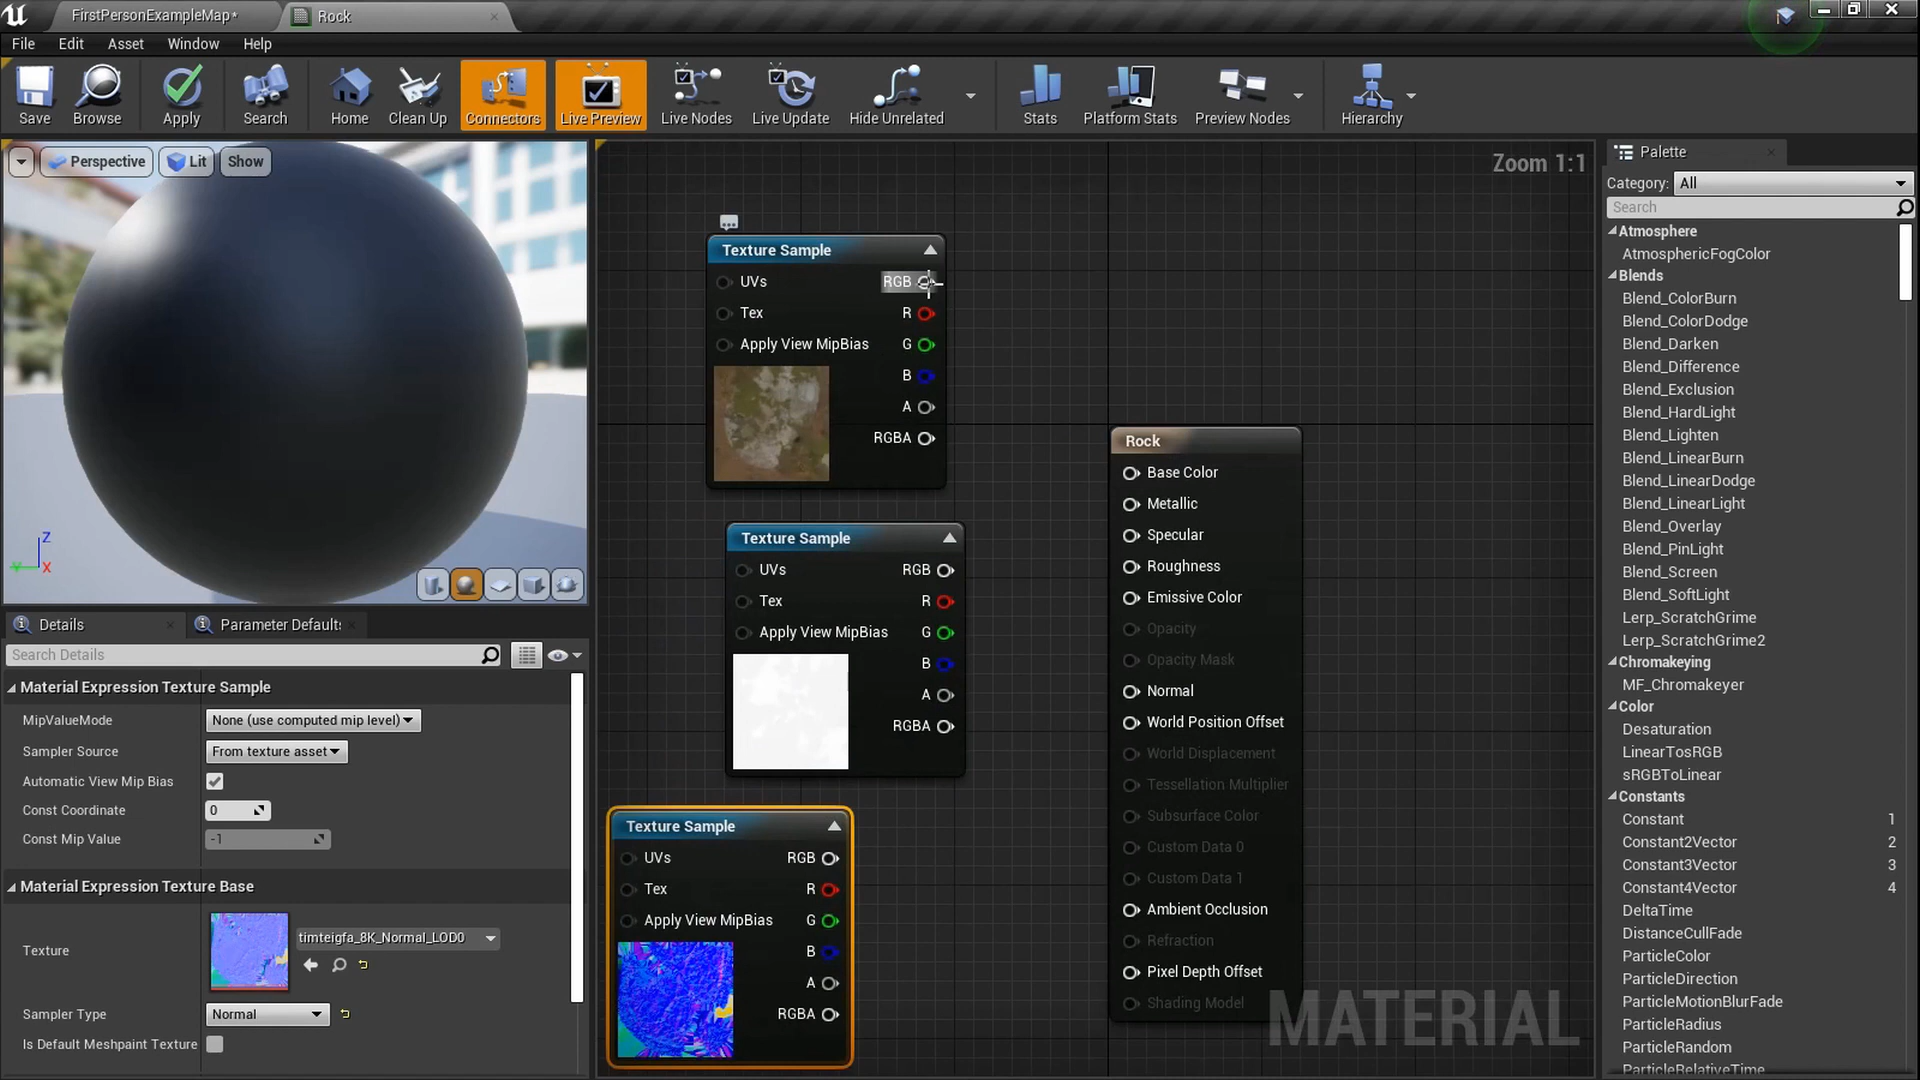 FirstPersonExampleMap*
Rock
File
Edit
Asset
Window
Help
Save
Browse
Apply
Search
Home
Clean Up
Connectors
Live Preview
Live Nodes
Live Update
Hide Unrelated
Stats
Platform Stats
Preview Nodes
Hierarchy
Perspective
Lit
Show
Z
Y
X
Details
Parameter Default
Search Details
Material Expression Texture Sample
MipValueMode
None (use computed mip level)
Sampler Source
From texture asset
Automatic View Mip Bias
Const Coordinate
0
Const Mip Value
-1
Material Expression Texture Base
Texture
timteigfa_8K_Normal_LOD0
Sampler Type
Normal
Is Default Meshpaint Texture
Zoom 1:1
Texture Sample
UVs
RGB
Tex
R
Apply View MipBias
G
B
A
RGBA
Texture Sample
UVs
RGB
Tex
R
Apply View MipBias
G
B
A
RGBA
Texture Sample
UVs
RGB
Tex
R
Apply View MipBias
G
B
A
RGBA
Rock
Base Color
Metallic
Specular
Roughness
Emissive Color
Opacity
Opacity Mask
Normal
World Position Offset
World Displacement
Tessellation Multiplier
Subsurface Color
Custom Data 0
Custom Data 1
Ambient Occlusion
Refraction
Pixel Depth Offset
Shading Model
MATERIAL
Palette
Category:
All
Search
Atmosphere
AtmosphericFogColor
Blends
Blend_ColorBurn
Blend_ColorDodge
Blend_Darken
Blend_Difference
Blend_Exclusion
Blend_HardLight
Blend_Lighten
Blend_LinearBurn
Blend_LinearDodge
Blend_LinearLight
Blend_Overlay
Blend_PinLight
Blend_Screen
Blend_SoftLight
Lerp_ScratchGrime
Lerp_ScratchGrime2
Chromakeying
MF_Chromakeyer
Color
Desaturation
LinearTosRGB
sRGBToLinear
Constants
Constant 1
Constant2Vector 2
Constant3Vector 3
Constant4Vector 4
DeltaTime
DistanceCullFade
ParticleColor
ParticleDirection
ParticleMotionBlurFade
ParticleRadius
ParticleRandom
ParticleRelativeTime